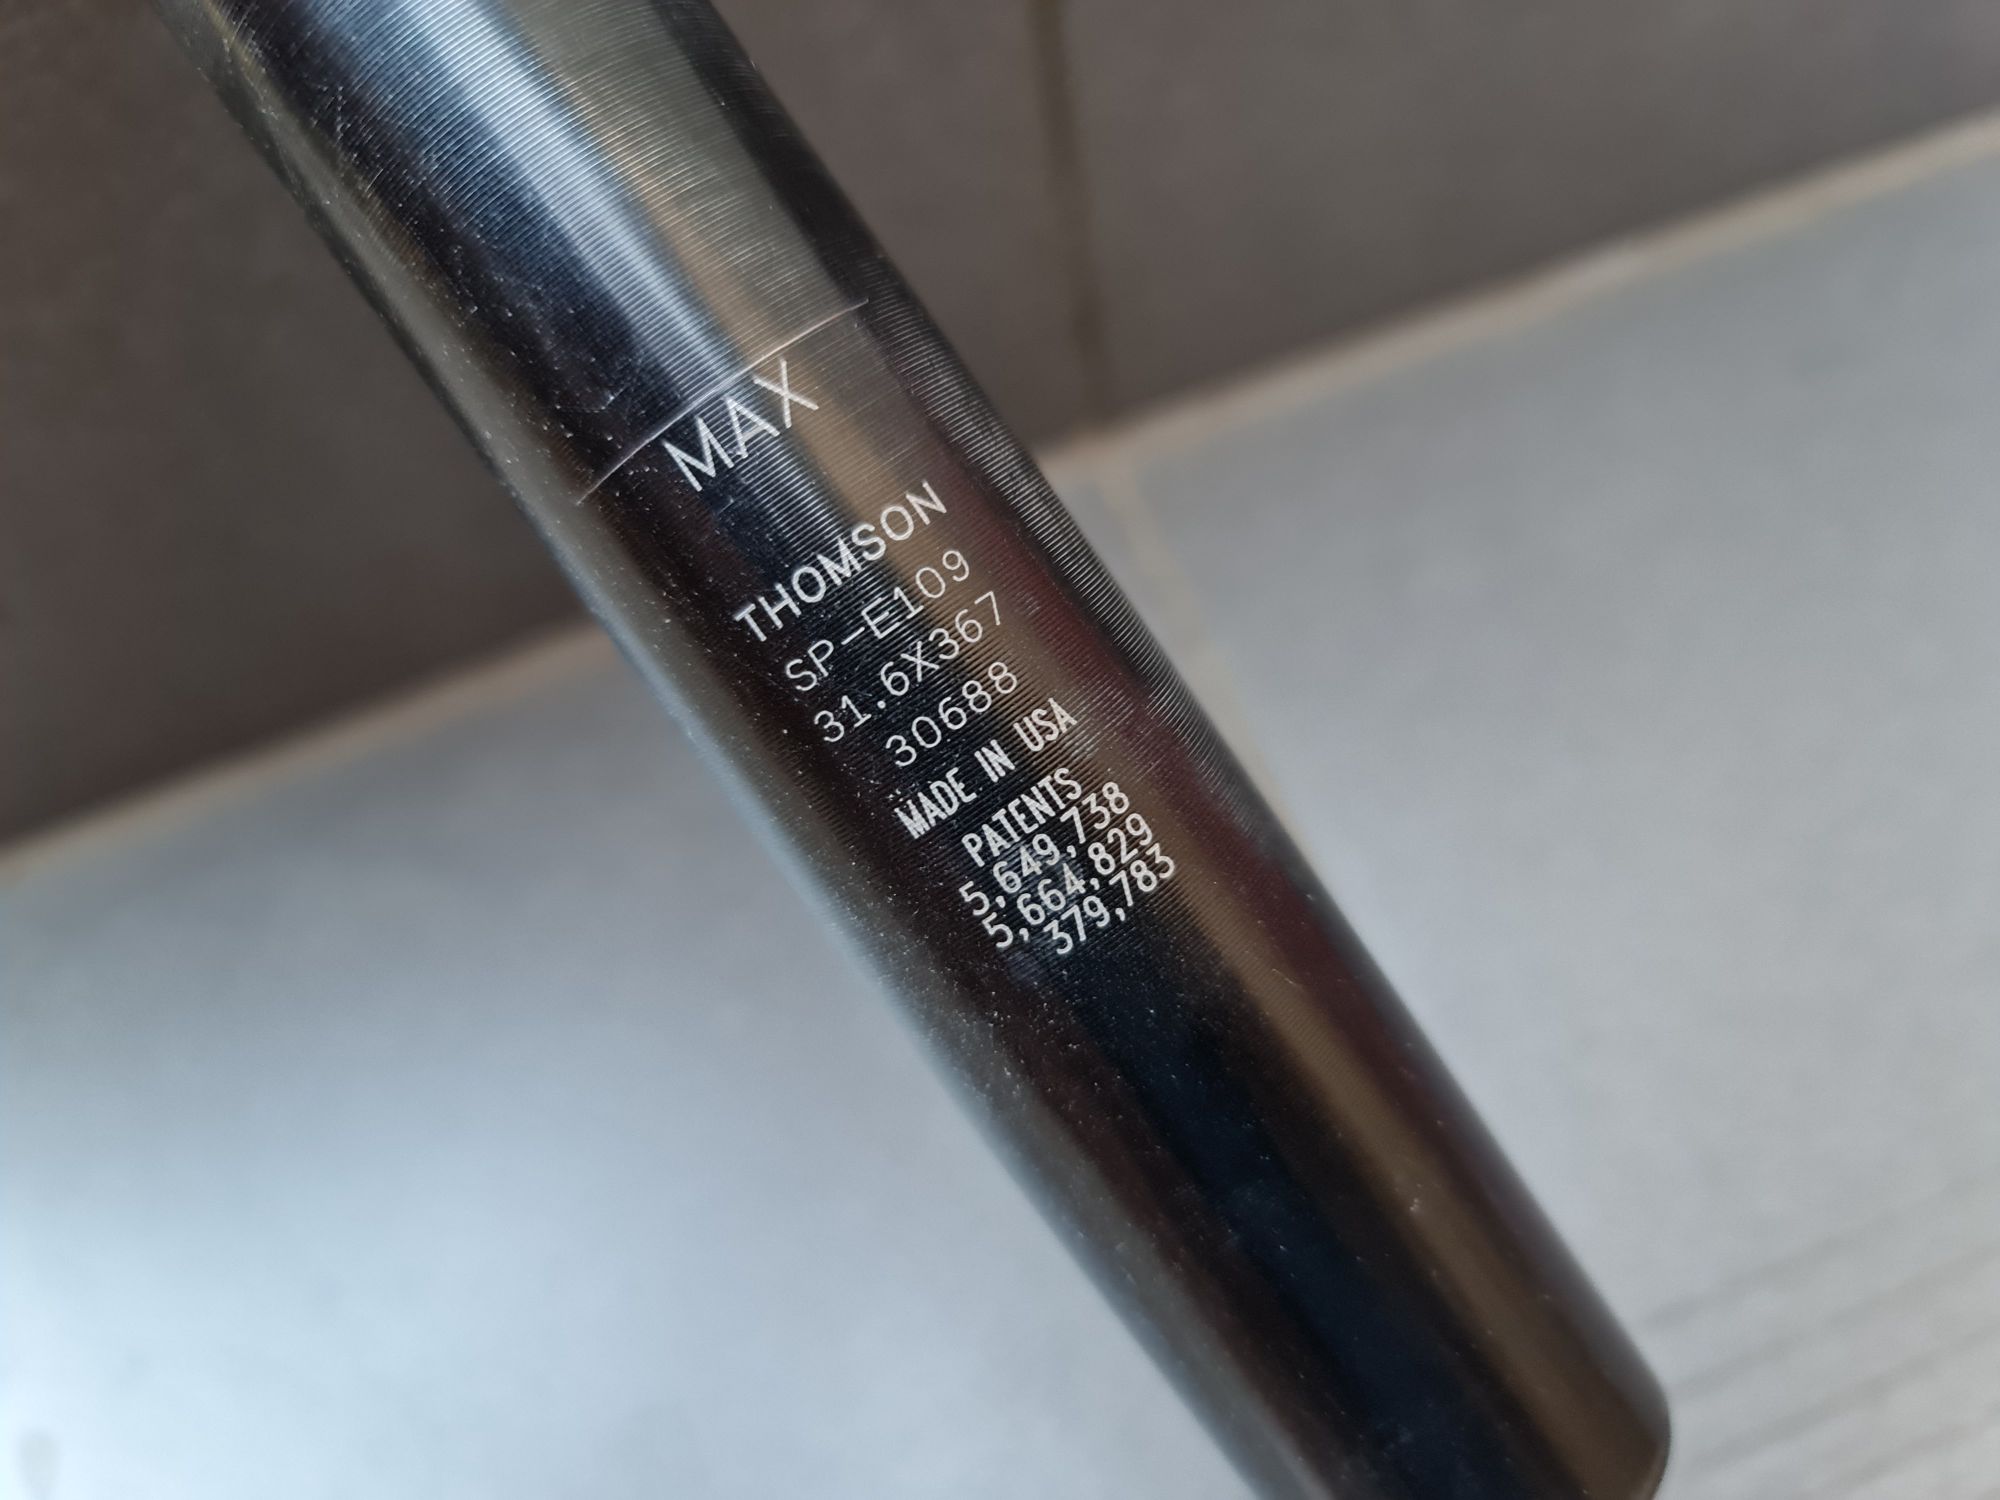 MAX
THOMSON
SP-E109
31.6X367
30688
MADE IN USA
PATENTS
5,649,738
5,664,829
379,783